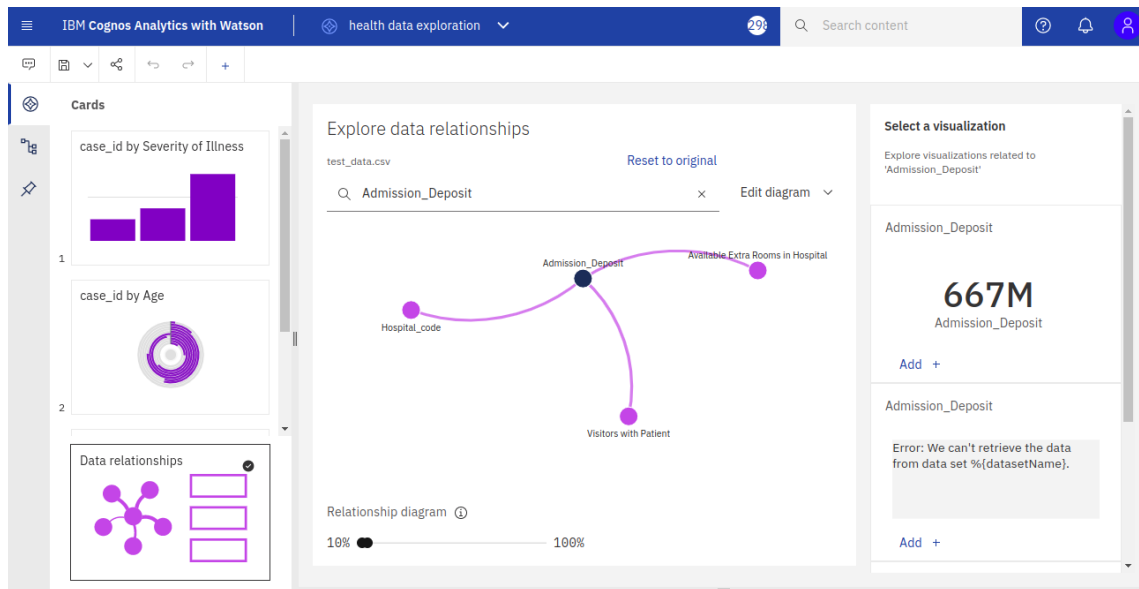 IBM Cognos Analytics with Watson
health data exploration
298
Search content
Cards
case_id by Severity of Illness
1
case_id by Age
2
Data relationships
Explore data relationships
test_data.csv
Reset to original
Admission_Deposit
Edit diagram
Admission_Deposit
Available Extra Rooms in Hospital
Hospital_code
Visitors with Patient
Relationship diagram
10%
100%
Select a visualization
Explore visualizations related to
'Admission_Deposit'
Admission_Deposit
667M
Admission_Deposit
Add +
Admission_Deposit
Error: We can't retrieve the data
from data set %{datasetName}.
Add +